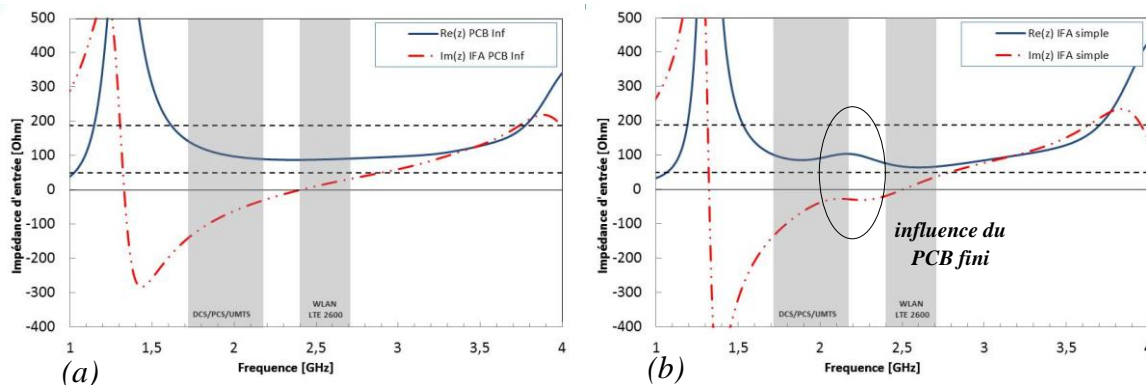 500
400
300
200
100
0
-100
-200
-300
-400
Impédance d'entrée [Ohm]
Re(z) PCB Inf
Im(z) IFA PCB Inf
DCS/PCS/UMTS
WLAN
LTE 2600
1 1,5 2 2,5 3 3,5 4
Frequence [GHz]
(a)
500
400
300
200
100
0
-100
-200
-300
-400
Impédance d'entrée [Ohm]
Re(z) IFA simple
Im(z) IFA simple
influence du
PCB fini
DCS/PCS/UMTS
WLAN
LTE 2600
1 1,5 2 2,5 3 3,5 4
Frequence [GHz]
(b)